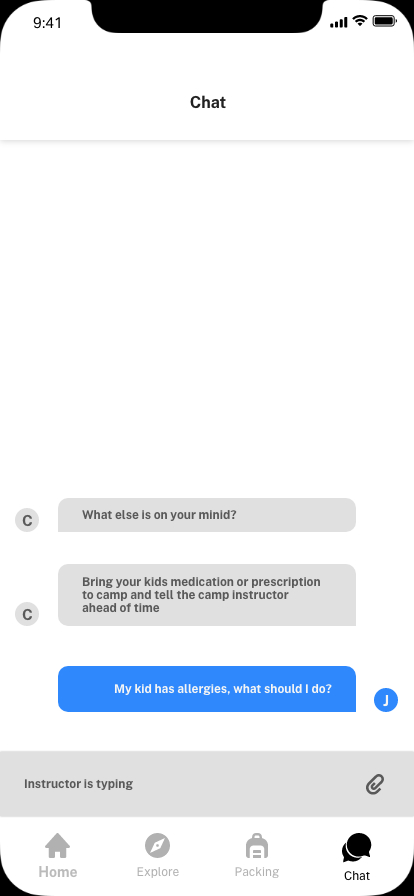 9:41
Chat
What else is on your minid?
C
Bring your kids medication or prescription
to camp and tell the camp instructor
ahead of time
C
My kid has allergies, what should I do?
J
Instructor is typing
Home
Explore
Packing
Chat